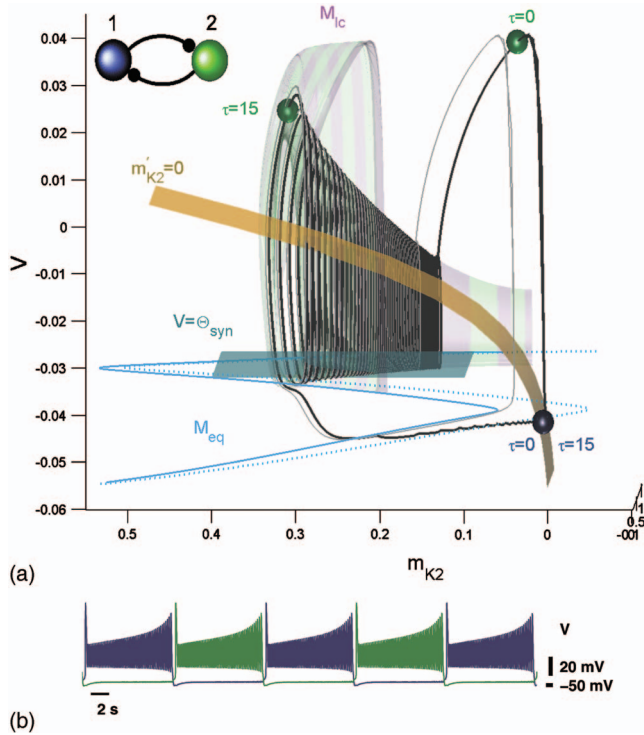 1 2
M_lc
τ=0
0.04
0.03
0.02
0.01
0
-0.01
-0.02
-0.03
-0.04
-0.05
-0.06
V
τ=15
m'_K2=0
V=Θ_syn
M_eq
τ=0 τ=15
0.5 0.4 0.3 0.2 0.1 0
m_K2
(a)
V
20 mV
-50 mV
2 s
(b)